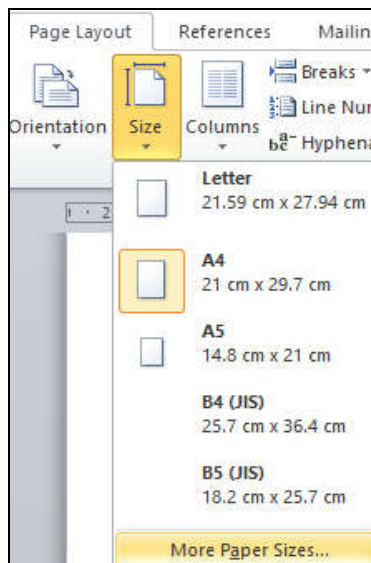 Page Layout References Mailin
Breaks
Line Nur
Orientation Size Columns
Hyphena
Letter
21.59 cm x 27.94 cm
A4
21 cm x 29.7 cm
A5
14.8 cm x 21 cm
B4 (JIS)
25.7 cm x 36.4 cm
B5 (JIS)
18.2 cm x 25.7 cm
More Paper Sizes...